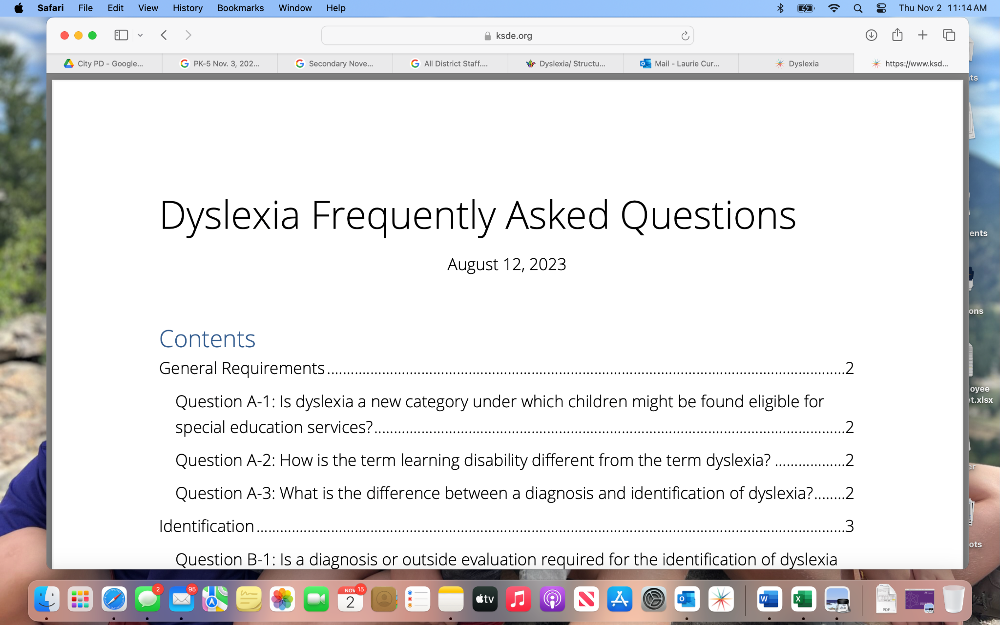 Safari File Edit View History Bookmarks Window Help Thu Nov 2 11:14 AM
ksde.org
City PD - Google... PK-5 Nov. 3, 202... Secondary Nove... All District Staff.... Dyslexia/ Structu... Mail - Laurie Cur... Dyslexia https://www.ksd...
Dyslexia Frequently Asked Questions
August 12, 2023
Contents
General Requirements 2
Question A-1: Is dyslexia a new category under which children might be found eligible for
special education services? 2
Question A-2: How is the term learning disability different from the term dyslexia? 2
Question A-3: What is the difference between a diagnosis and identification of dyslexia? 2
Identification 3
Question B-1: Is a diagnosis or outside evaluation required for the identification of dyslexia
ts
ents
ons
loyee
et.xlsx
er
ots
2 95 NOV 15
2 tv W X PDF